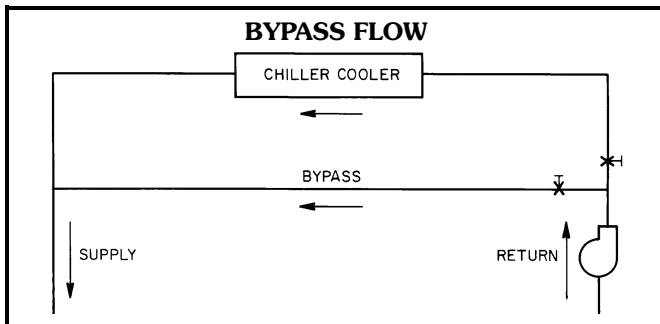 BYPASS FLOW
CHILLER COOLER
BYPASS
SUPPLY
RETURN